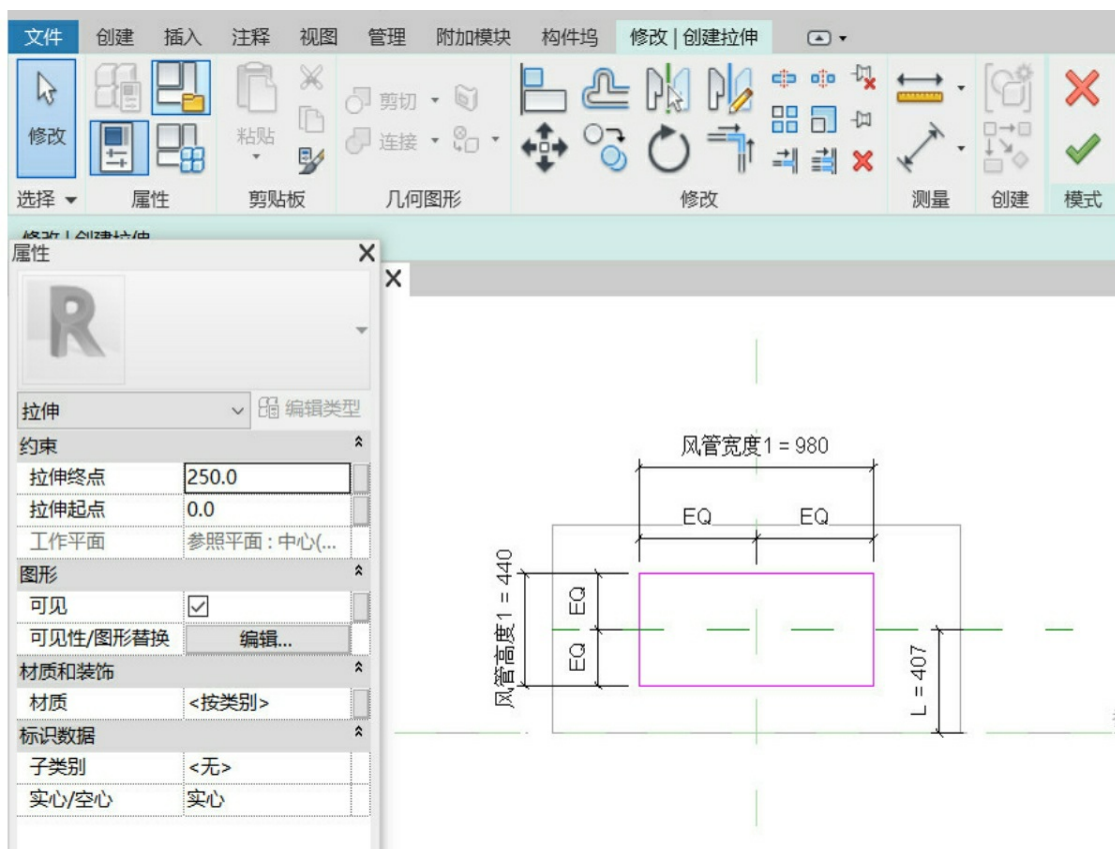 文件 创建 插入 注释 视图 管理 附加模块 构件坞 修改 | 创建拉伸
修改 粘贴 剪切 连接
选择 属性 剪贴板 几何图形 修改 测量 创建 模式
修改 | 创建拉伸
属性
R
拉伸 编辑类型
约束
拉伸终点 250.0
拉伸起点 0.0
工作平面 参照平面 : 中心(...
图形
可见
可见性/图形替换 编辑...
材质和装饰
材质 <按类别>
标识数据
子类别 <无>
实心/空心 实心
风管宽度1 = 980
EQ EQ
风管高度1 = 440
EQ
EQ
L = 407